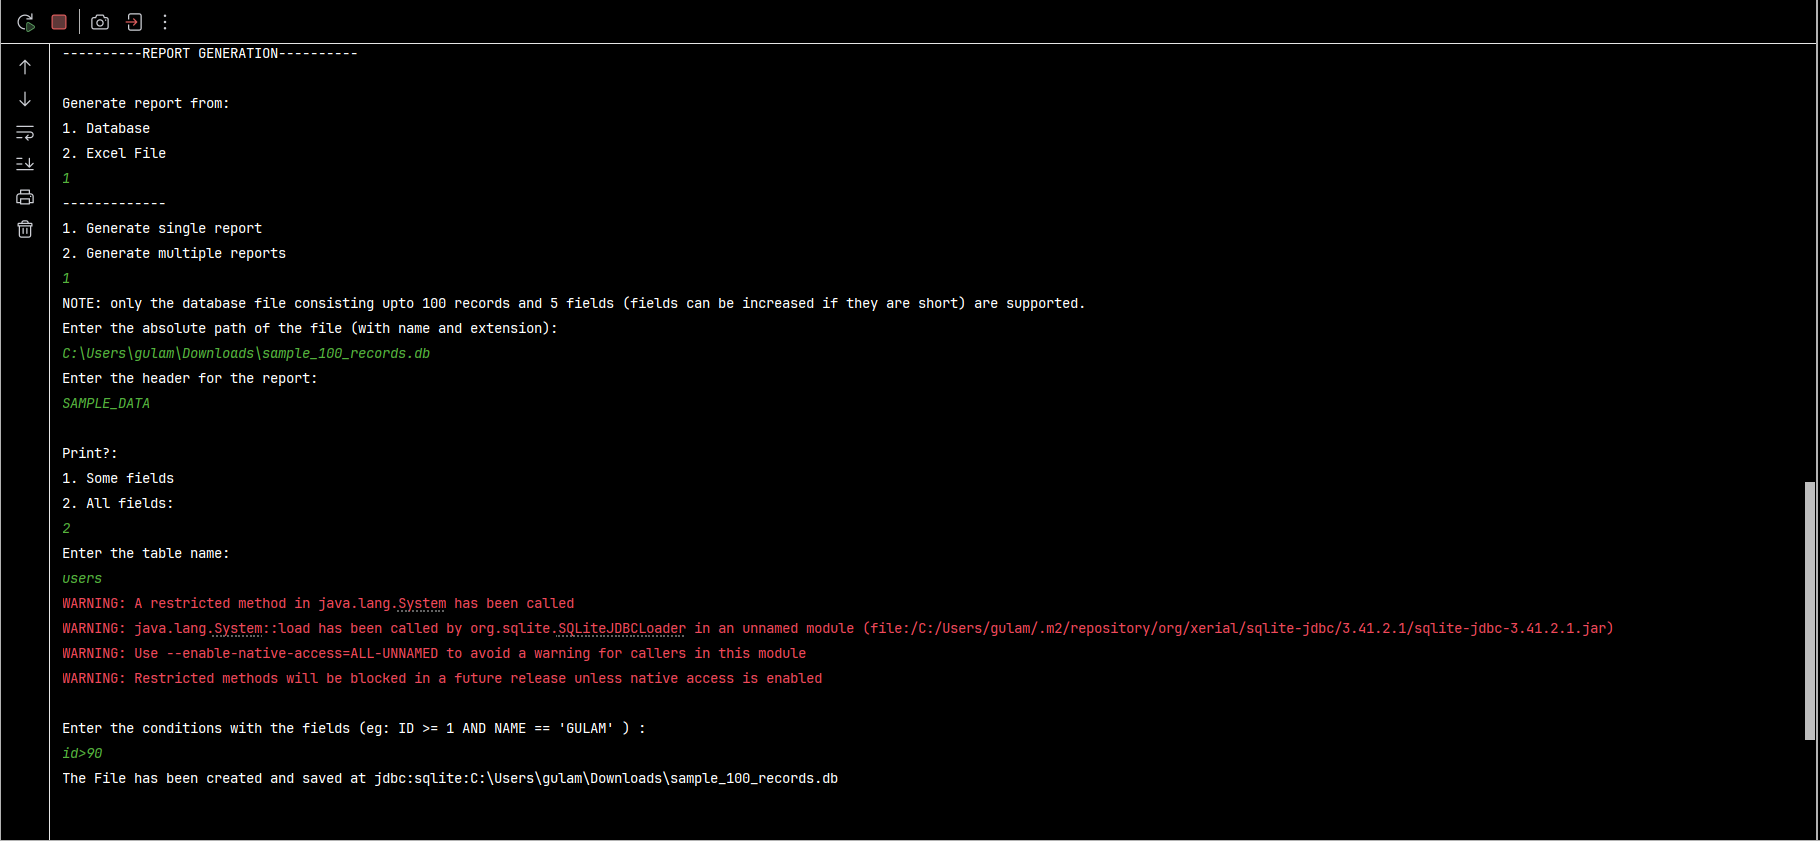 ----------REPORT GENERATION----------
Generate report from:
1. Database
2. Excel File
1
-------------
1. Generate single report
2. Generate multiple reports
1
NOTE: only the database file consisting upto 100 records and 5 fields (fields can be increased if they are short) are supported.
Enter the absolute path of the file (with name and extension):
C:\Users\gulam\Downloads\sample_100_records.db
Enter the header for the report:
SAMPLE_DATA
Print?:
1. Some fields
2. All fields:
2
Enter the table name:
users
WARNING: A restricted method in java.lang.System has been called
WARNING: java.lang.System::load has been called by org.sqlite.SQLiteJDBCLoader in an unnamed module (file:/C:/Users/gulam/.m2/repository/org/xerial/sqlite-jdbc/3.41.2.1/sqlite-jdbc-3.41.2.1.jar)
WARNING: Use --enable-native-access=ALL-UNNAMED to avoid a warning for callers in this module
WARNING: Restricted methods will be blocked in a future release unless native access is enabled
Enter the conditions with the fields (eg: ID >= 1 AND NAME == 'GULAM' ) :
id>90
The File has been created and saved at jdbc:sqlite:C:\Users\gulam\Downloads\sample_100_records.db